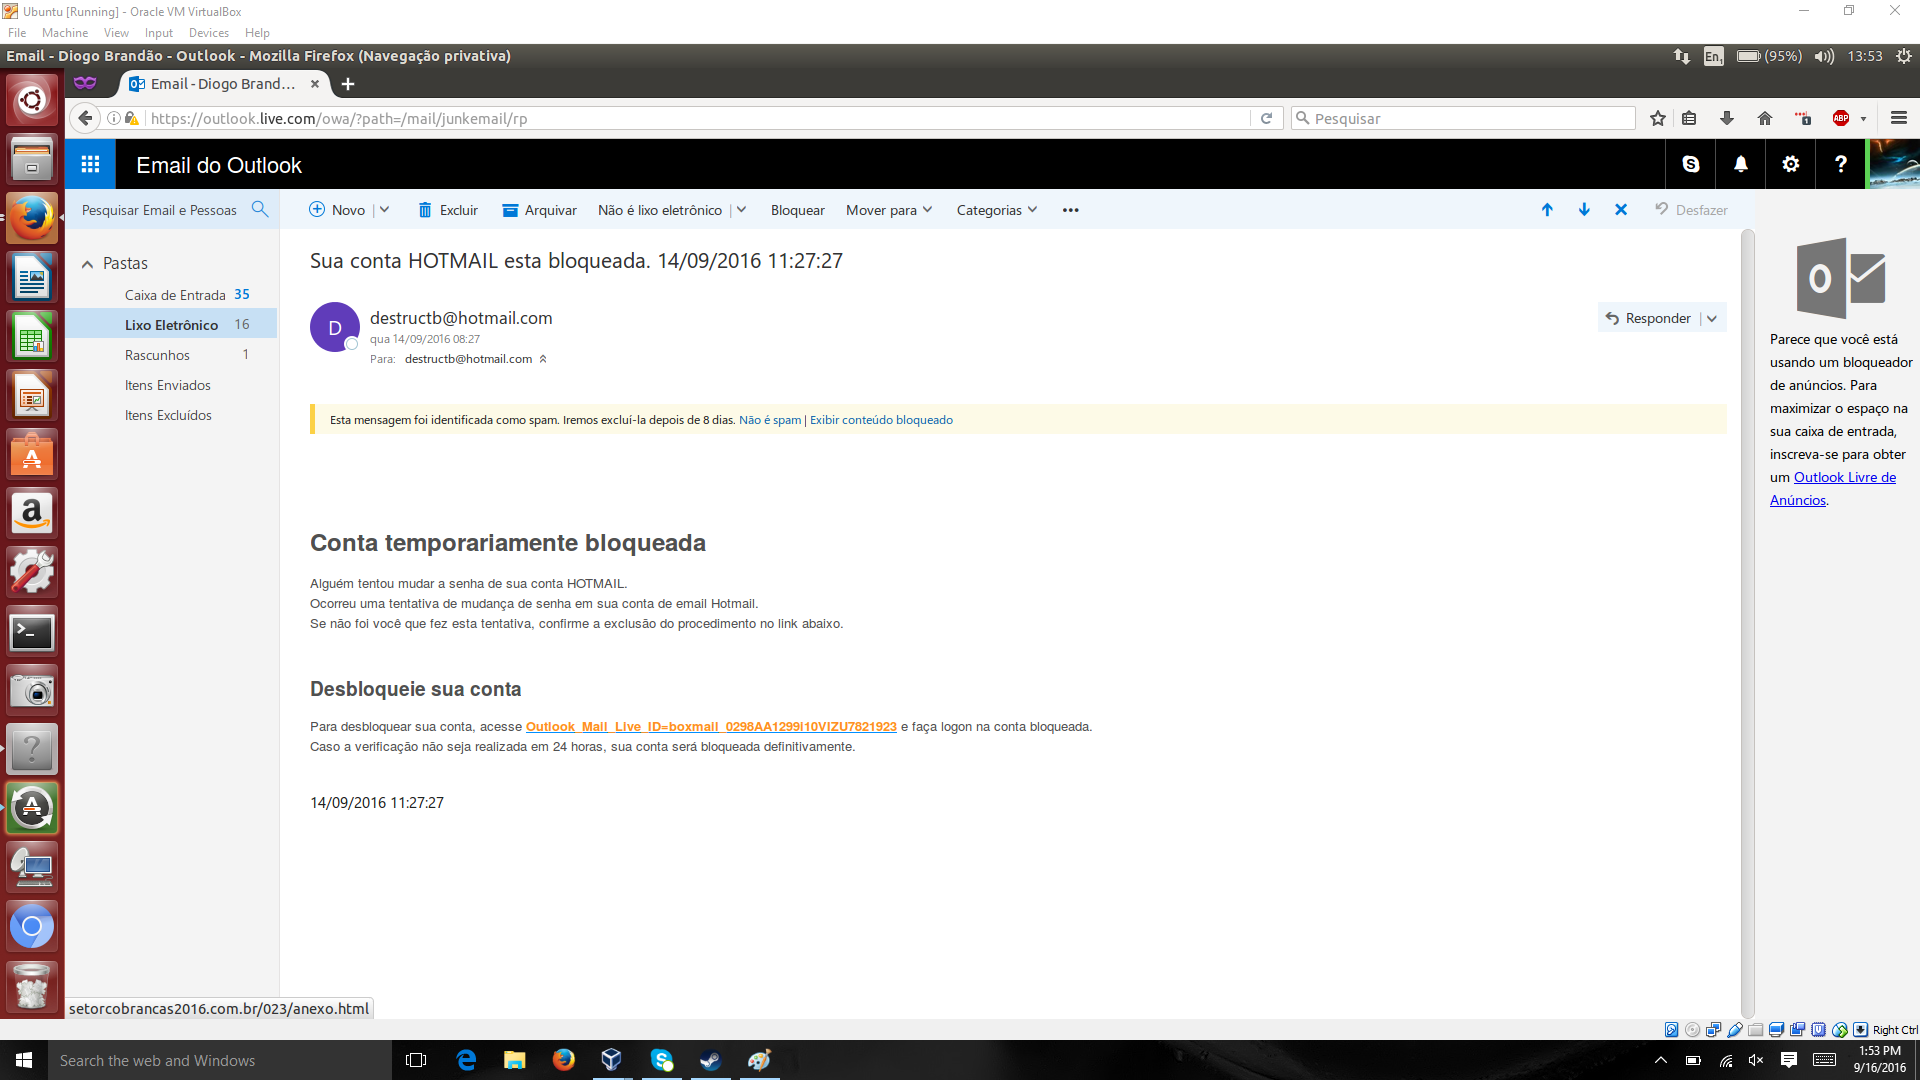 Ubuntu [Running] - Oracle VM VirtualBox
File Machine View Input Devices Help
Email - Diogo Brandão - Outlook - Mozilla Firefox (Navegação privativa)
En1 (95%) 13:53
Email - Diogo Brand...
https://outlook.live.com/owa/?path=/mail/junkemail/rp
Pesquisar
ABP
Email do Outlook
?
Pesquisar Email e Pessoas
Novo Excluir Arquivar Não é lixo eletrônico Bloquear Mover para Categorias ••• Desfazer
Pastas
Caixa de Entrada 35
Lixo Eletrônico 16
Rascunhos 1
Itens Enviados
Itens Excluídos
Sua conta HOTMAIL esta bloqueada. 14/09/2016 11:27:27
D
destructb@hotmail.com
qua 14/09/2016 08:27
Para: destructb@hotmail.com
Responder
Esta mensagem foi identificada como spam. Iremos excluí-la depois de 8 dias. Não é spam | Exibir conteúdo bloqueado
Conta temporariamente bloqueada
Alguém tentou mudar a senha de sua conta HOTMAIL.
Ocorreu uma tentativa de mudança de senha em sua conta de email Hotmail.
Se não foi você que fez esta tentativa, confirme a exclusão do procedimento no link abaixo.
Desbloqueie sua conta
Para desbloquear sua conta, acesse Outlook_Mail_Live_ID=boxmail_0298AA1299I10VIZU7821923 e faça logon na conta bloqueada.
Caso a verificação não seja realizada em 24 horas, sua conta será bloqueada definitivamente.
14/09/2016 11:27:27
Parece que você está
usando um bloqueador
de anúncios. Para
maximizar o espaço na
sua caixa de entrada,
inscreva-se para obter
um Outlook Livre de
Anúncios.
setorcobrancas2016.com.br/023/anexo.html
Right Ctrl
Search the web and Windows
1:53 PM
9/16/2016